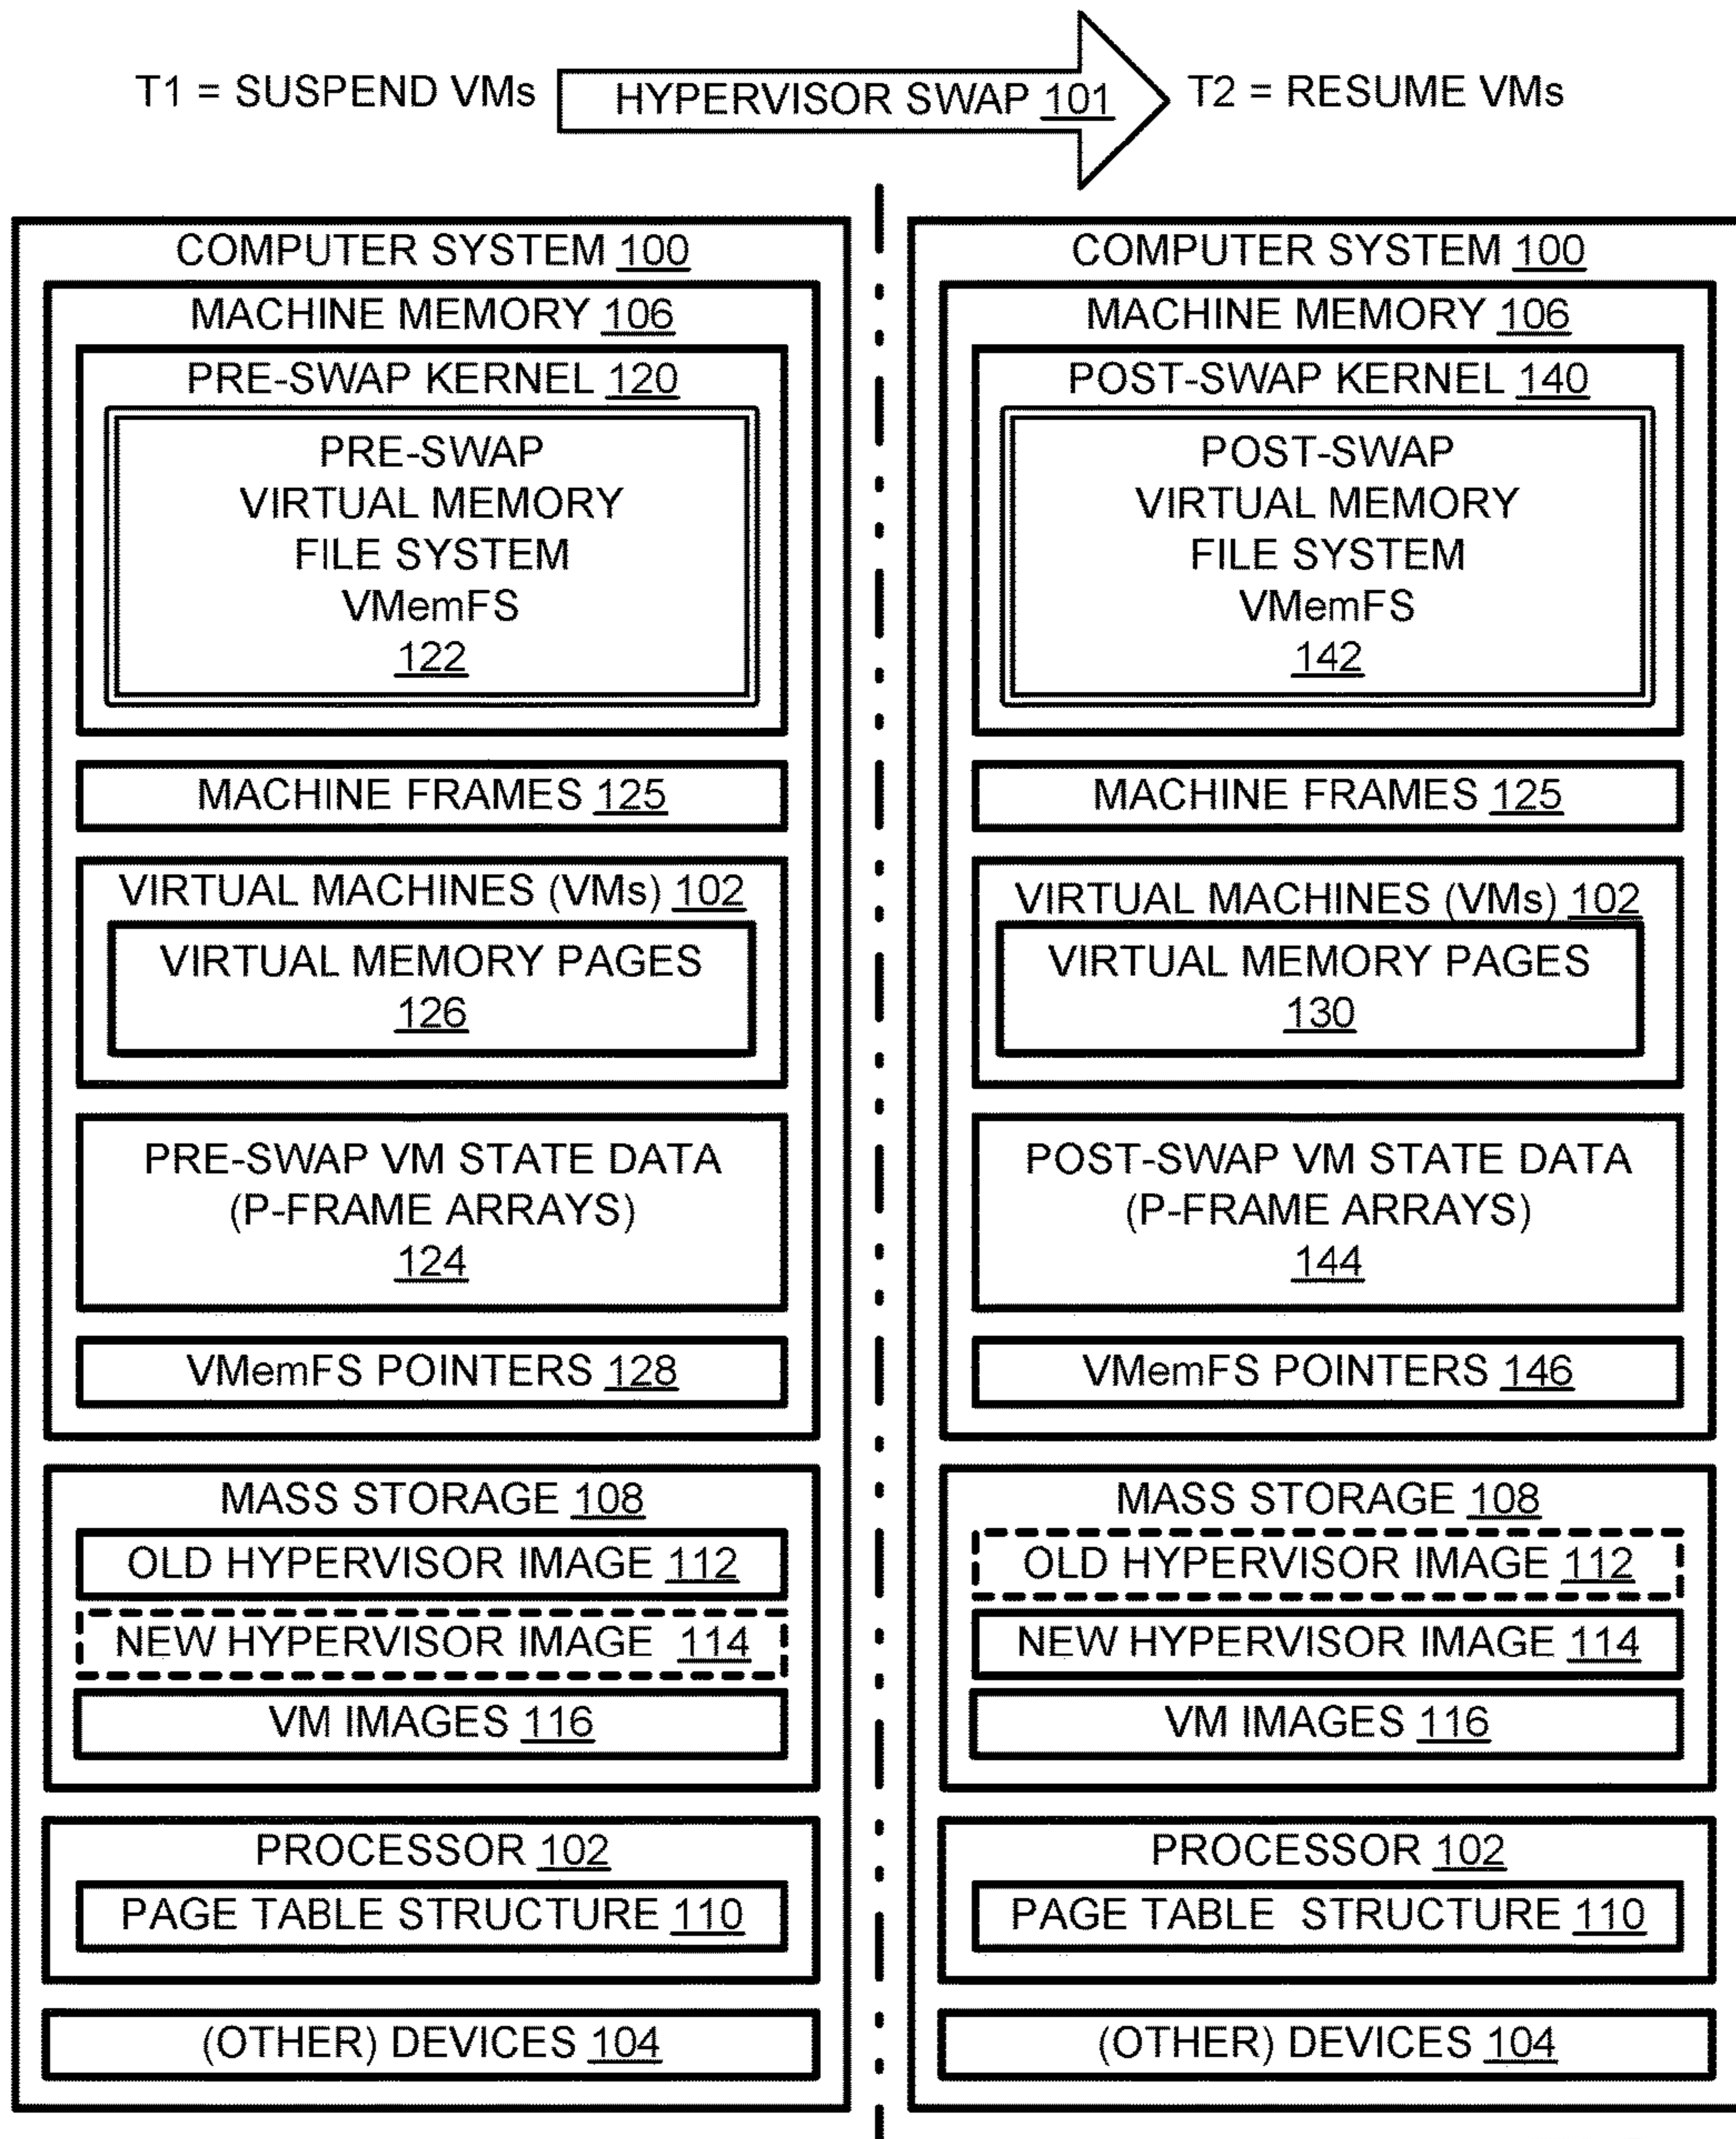 T1 = SUSPEND VMs
HYPERVISOR SWAP 101
T2 = RESUME VMs
COMPUTER SYSTEM 100
MACHINE MEMORY 106
PRE-SWAP KERNEL 120
PRE-SWAP
VIRTUAL MEMORY
FILE SYSTEM
VMemFS
122
MACHINE FRAMES 125
VIRTUAL MACHINES (VMs) 102
VIRTUAL MEMORY PAGES
126
PRE-SWAP VM STATE DATA
(P-FRAME ARRAYS)
124
VMemFS POINTERS 128
MASS STORAGE 108
OLD HYPERVISOR IMAGE 112
NEW HYPERVISOR IMAGE 114
VM IMAGES 116
PROCESSOR 102
PAGE TABLE STRUCTURE 110
(OTHER) DEVICES 104
COMPUTER SYSTEM 100
MACHINE MEMORY 106
POST-SWAP KERNEL 140
POST-SWAP
VIRTUAL MEMORY
FILE SYSTEM
VMemFS
142
MACHINE FRAMES 125
VIRTUAL MACHINES (VMs) 102
VIRTUAL MEMORY PAGES
130
POST-SWAP VM STATE DATA
(P-FRAME ARRAYS)
144
VMemFS POINTERS 146
MASS STORAGE 108
OLD HYPERVISOR IMAGE 112
NEW HYPERVISOR IMAGE 114
VM IMAGES 116
PROCESSOR 102
PAGE TABLE STRUCTURE 110
(OTHER) DEVICES 104